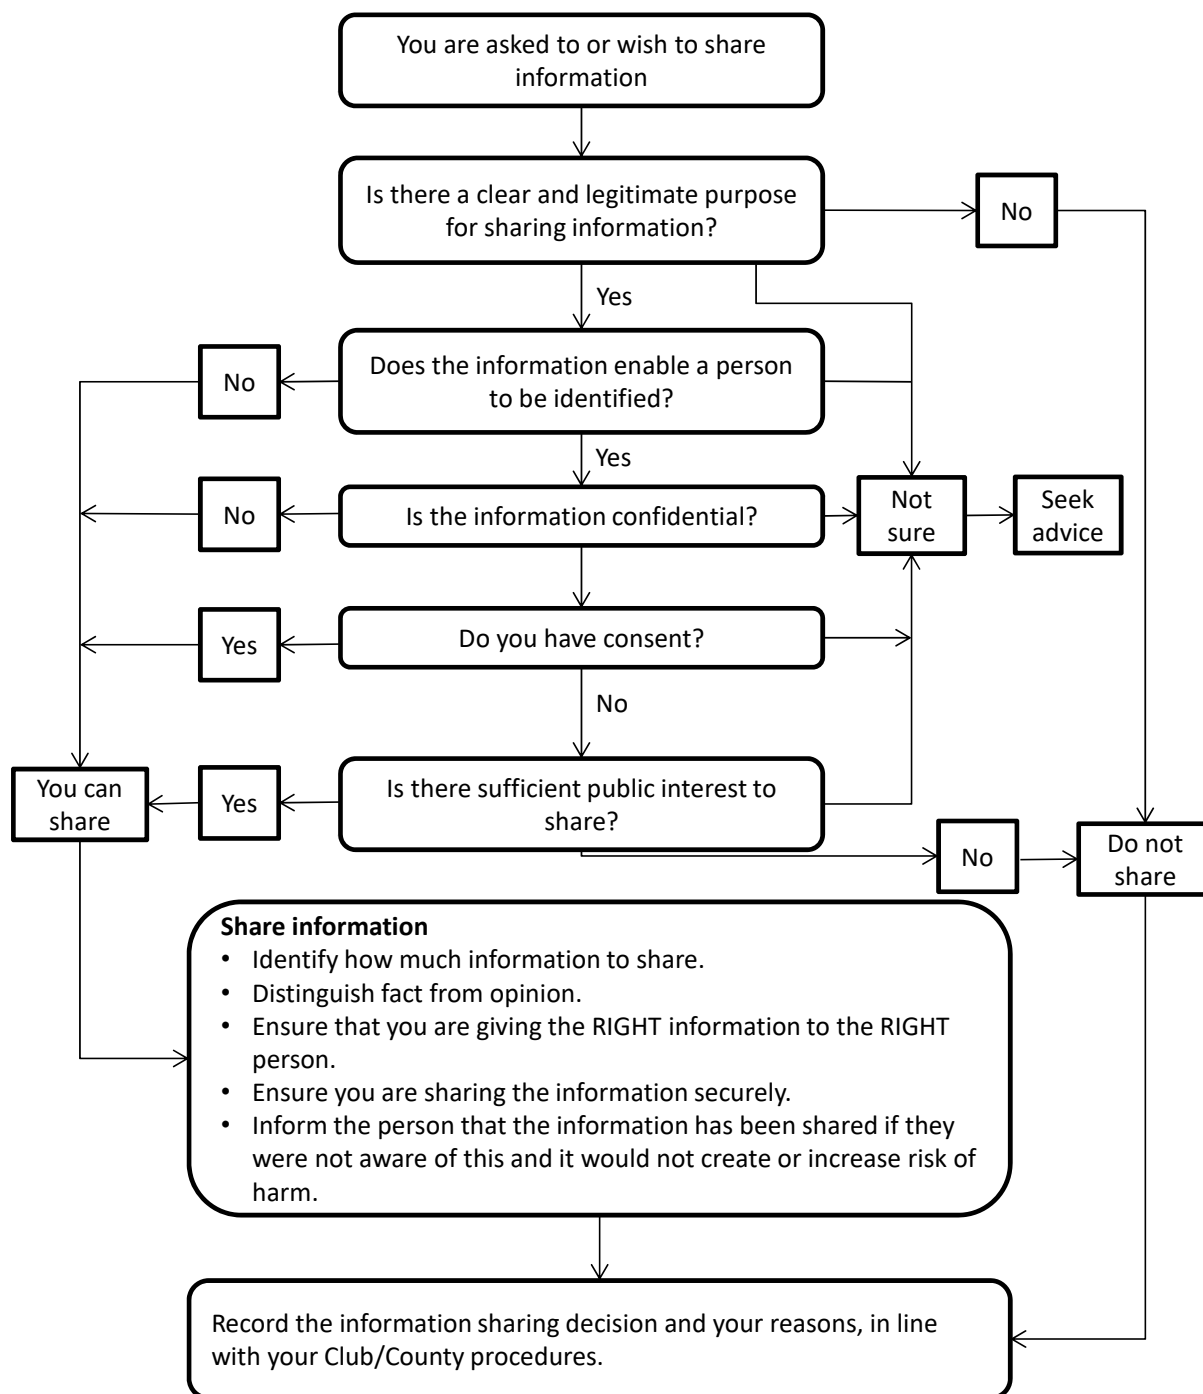 You are asked to or wish to share
information
Is there a clear and legitimate purpose
for sharing information?
No
Yes
Does the information enable a person
to be identified?
No
Yes
Is the information confidential?
No
Not
sure
Seek
advice
Do you have consent?
Yes
No
Is there sufficient public interest to
share?
Yes
You can
share
No
Do not
share
Share information
• Identify how much information to share.
• Distinguish fact from opinion.
• Ensure that you are giving the RIGHT information to the RIGHT
person.
• Ensure you are sharing the information securely.
• Inform the person that the information has been shared if they
were not aware of this and it would not create or increase risk of
harm.
Record the information sharing decision and your reasons, in line
with your Club/County procedures.